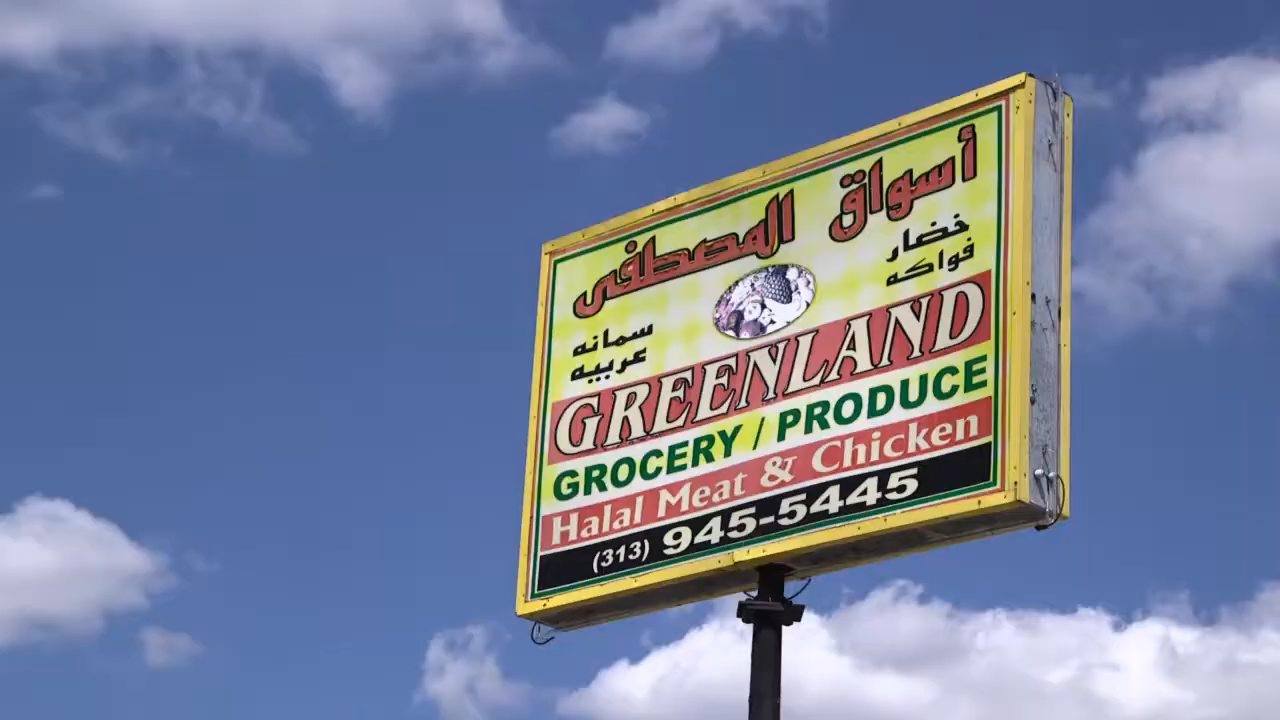 أسواق المصطفى
خضار
فواكه
سمانه
عربيه
GREENLAND
GROCERY / PRODUCE
Halal Meat & Chicken
(313) 945-5445